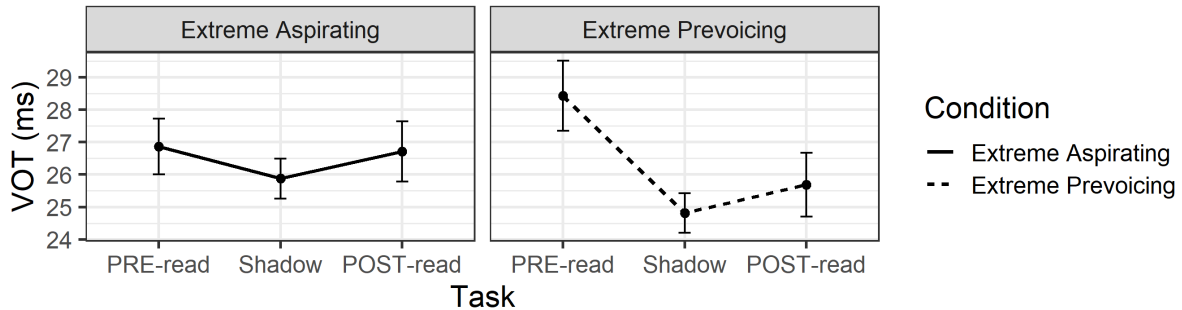 Extreme Aspirating Extreme Prevoicing
VOT (ms)
29
28
27
26
25
24
PRE-read Shadow POST-read PRE-read Shadow POST-read
Task
Condition
Extreme Aspirating
Extreme Prevoicing